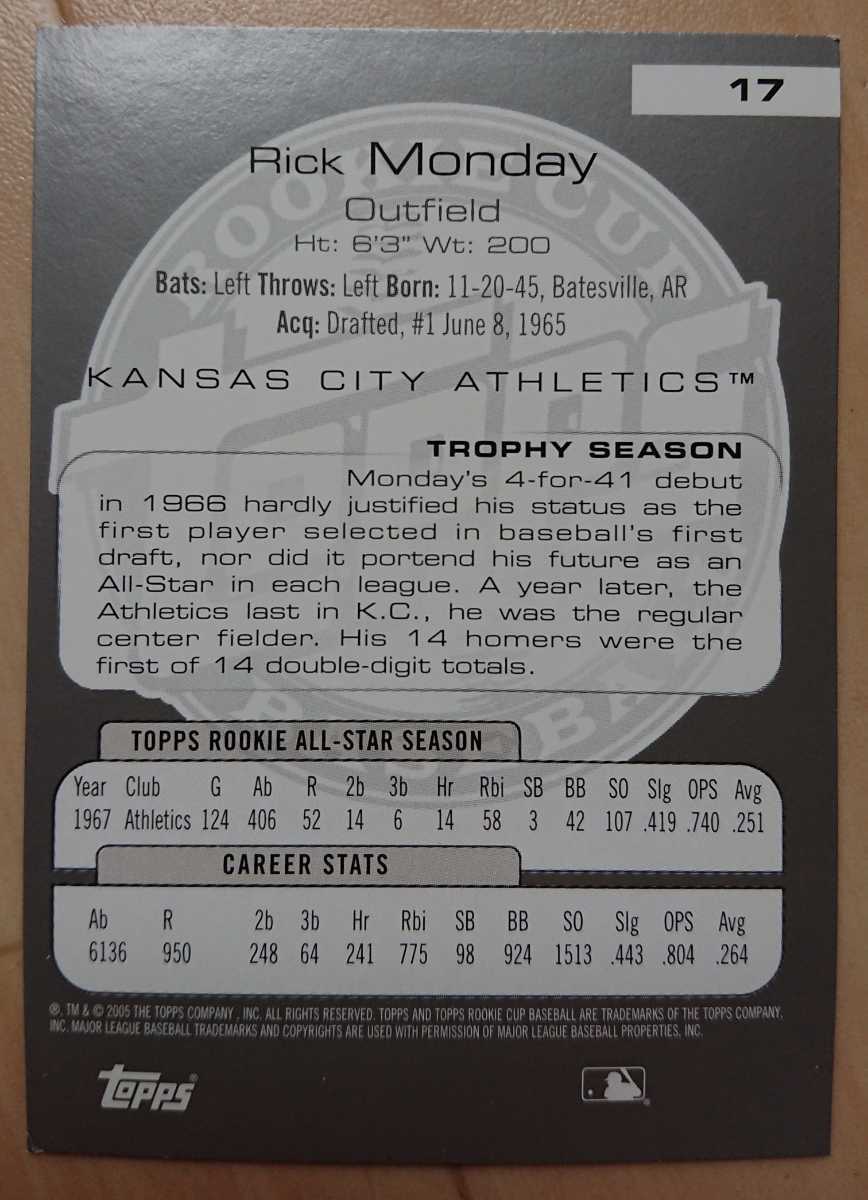 17
Rick Monday
Outfield
Ht: 6'3" Wt: 200
Bats: Left Throws: Left Born: 11-20-45, Batesville, AR
Acq: Drafted, #1 June 8, 1965
KANSAS CITY ATHLETICS™
TROPHY SEASON
Monday's 4-for-41 debut
in 1966 hardly justified his status as the
first player selected in baseball's first
draft, nor did it portend his future as an
All-Star in each league. A year later, the
Athletics last in K.C., he was the regular
center fielder. His 14 homers were the
first of 14 double-digit totals.
TOPPS ROOKIE ALL-STAR SEASON
Year Club G Ab R 2b 3b Hr Rbi SB BB SO Slg OPS Avg
1967 Athletics 124 406 52 14 6 14 58 3 42 107 .419 .740 .251
CAREER STATS
Ab R 2b 3b Hr Rbi SB BB SO Slg OPS Avg
6136 950 248 64 241 775 98 924 1513 .443 .804 .264
®, TM & © 2005 THE TOPPS COMPANY, INC. ALL RIGHTS RESERVED. TOPPS AND TOPPS ROOKIE CUP BASEBALL ARE TRADEMARKS OF THE TOPPS COMPANY,
INC. MAJOR LEAGUE BASEBALL TRADEMARKS AND COPYRIGHTS ARE USED WITH PERMISSION OF MAJOR LEAGUE BASEBALL PROPERTIES, INC.
Topps®
ROOKIE CUP